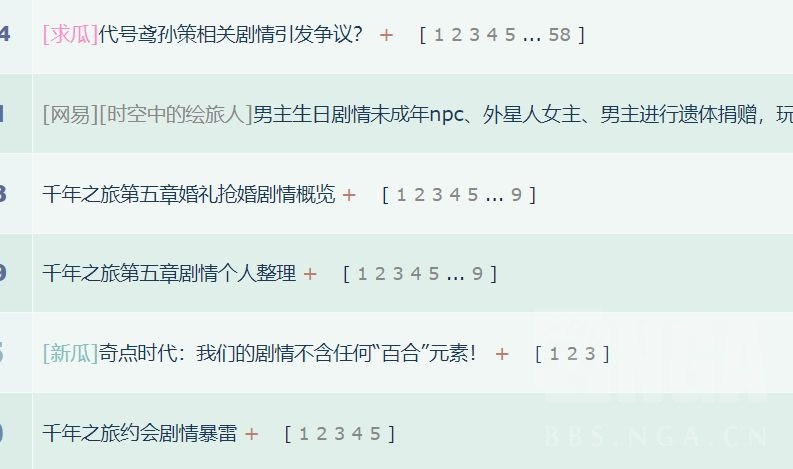 4 [求瓜]代号鸢孙策相关剧情引发争议? + [ 1 2 3 4 5 ... 58 ]
[网易][时空中的绘旅人]男主生日剧情未成年npc、外星人女主、男主进行遗体捐赠，玩
3 千年之旅第五章婚礼抢婚剧情概览 + [ 1 2 3 4 5 ... 9 ]
9 千年之旅第五章剧情个人整理 + [ 1 2 3 4 5 ... 9 ]
[新瓜]奇点时代：我们的剧情不含任何“百合”元素！ + [ 1 2 3 ]
千年之旅约会剧情暴雷 + [ 1 2 3 4 5 ]
NGA
BBS.NGA.CN